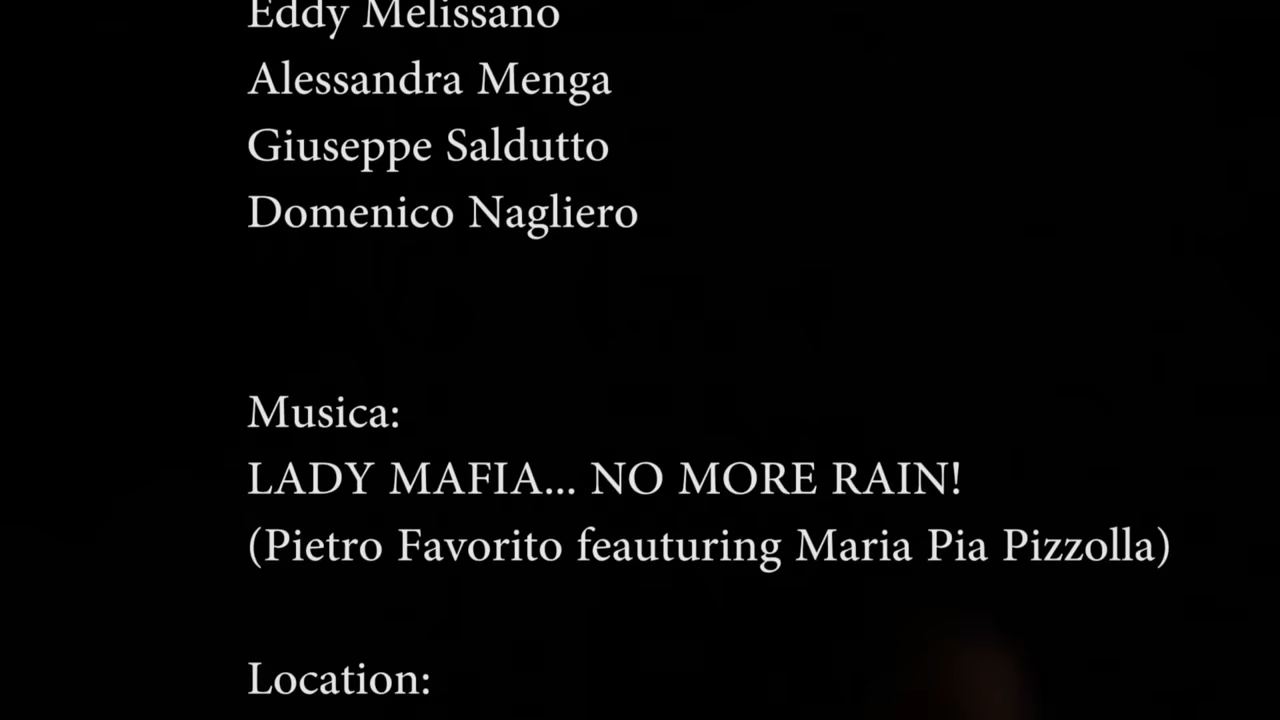 Eddy Melissano
Alessandra Menga
Giuseppe Saldutto
Domenico Nagliero
Musica:
LADY MAFIA... NO MORE RAIN!
(Pietro Favorito feauturing Maria Pia Pizzolla)
Location: